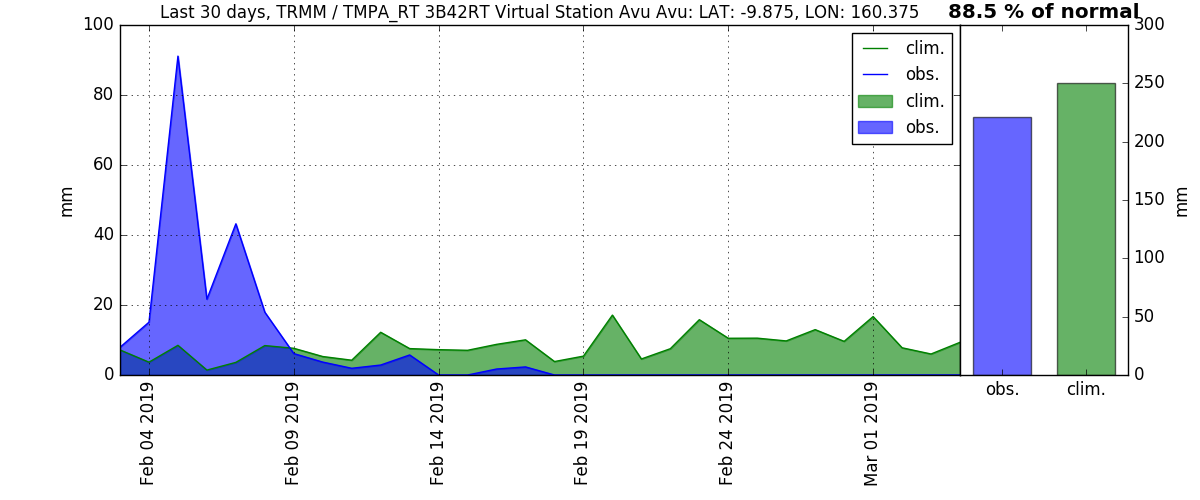 Last 30 days, TRMM / TMPA_RT 3B42RT Virtual Station Avu Avu: LAT: -9.875, LON: 160.375
88.5 % of normal
100
80
60
40
20
0
mm
clim.
obs.
clim.
obs.
300
250
200
150
100
50
0
mm
Feb 04 2019
Feb 09 2019
Feb 14 2019
Feb 19 2019
Feb 24 2019
Mar 01 2019
obs.
clim.